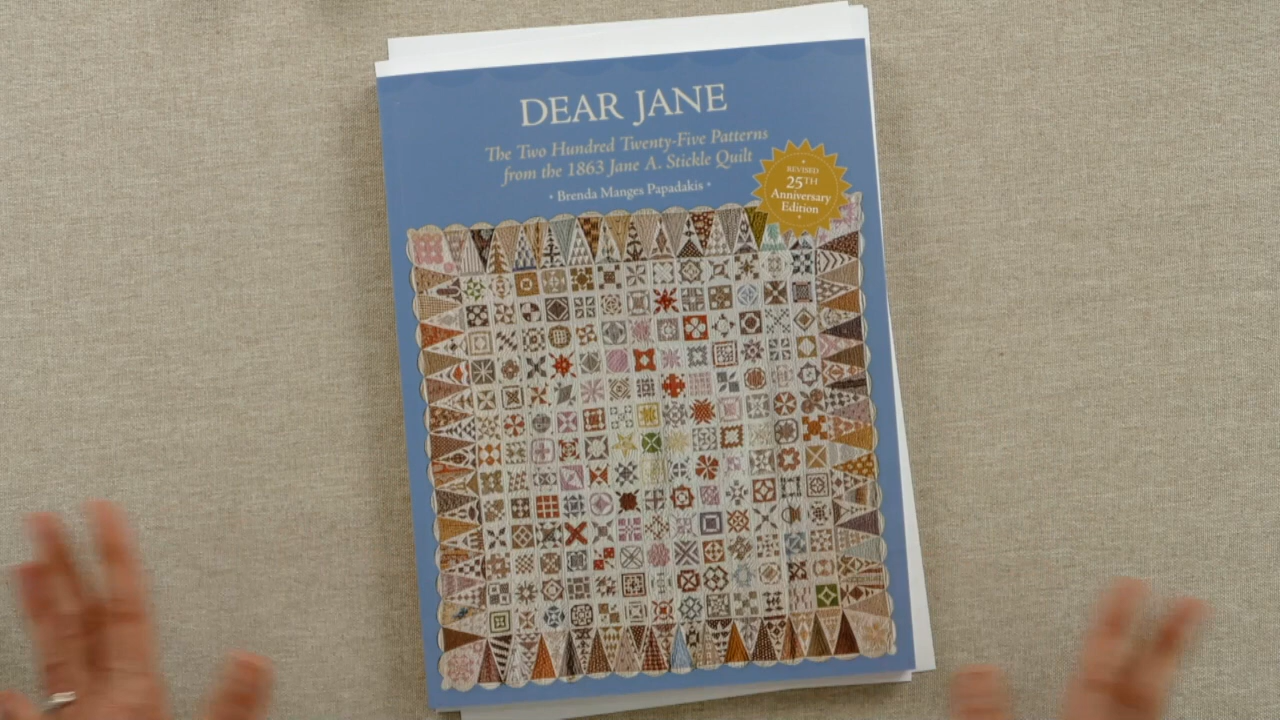 DEAR JANE
The Two Hundred Twenty-Five Patterns
from the 1863 Jane A. Stickle Quilt
• Brenda Manges Papadakis •
REVISED
25TH
Anniversary
Edition